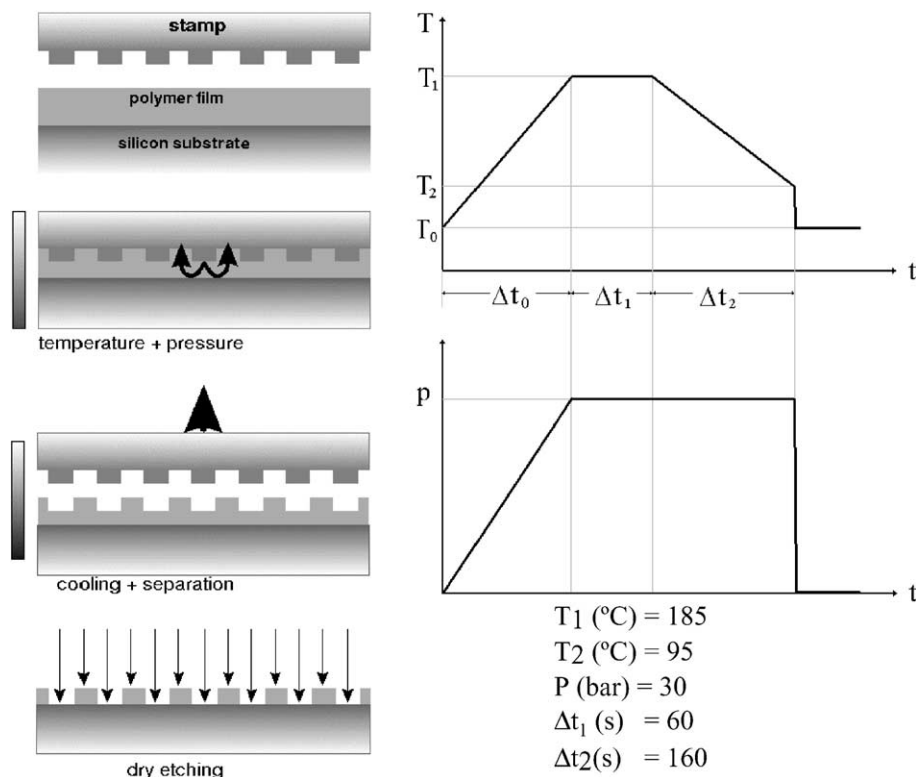 stamp
polymer film
silicon substrate
temperature + pressure
cooling + separation
dry etching
T
T₁
T₂
T₀
t
Δt₀
Δt₁
Δt₂
p
t
T1 (ºC) = 185
T2 (ºC) = 95
P (bar) = 30
Δt₁ (s) = 60
Δt2(s) = 160